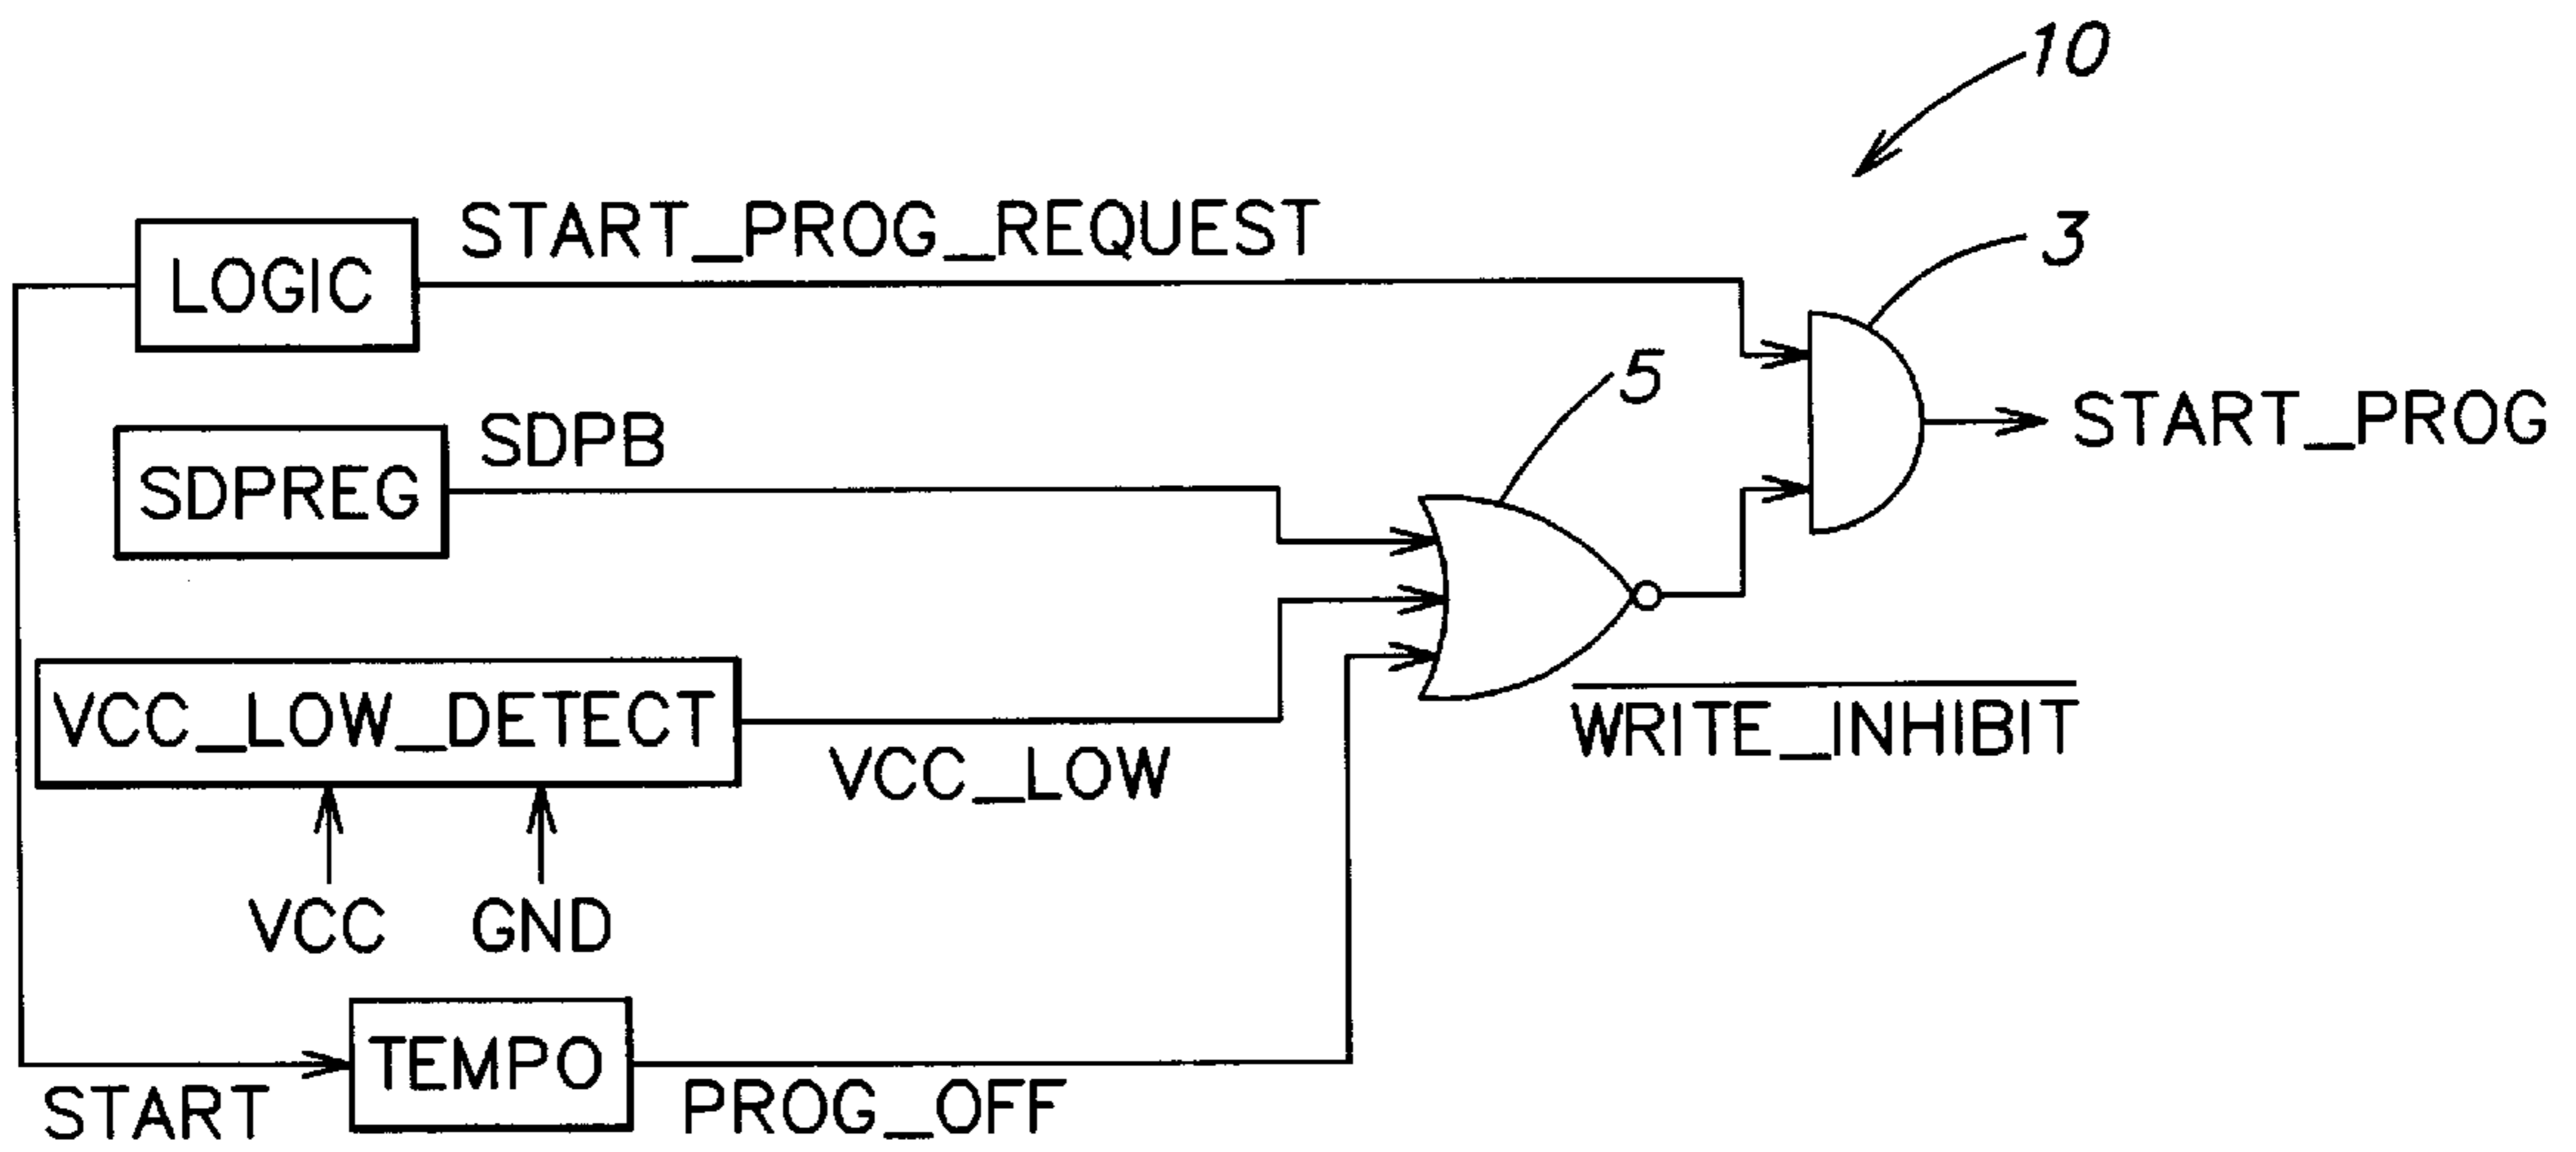 10
START_PROG_REQUEST
3
LOGIC
5
START_PROG
SDPB
SDPREG
VCC_LOW_DETECT
WRITE_INHIBIT
VCC_LOW
VCC
GND
TEMPO
START
PROG_OFF